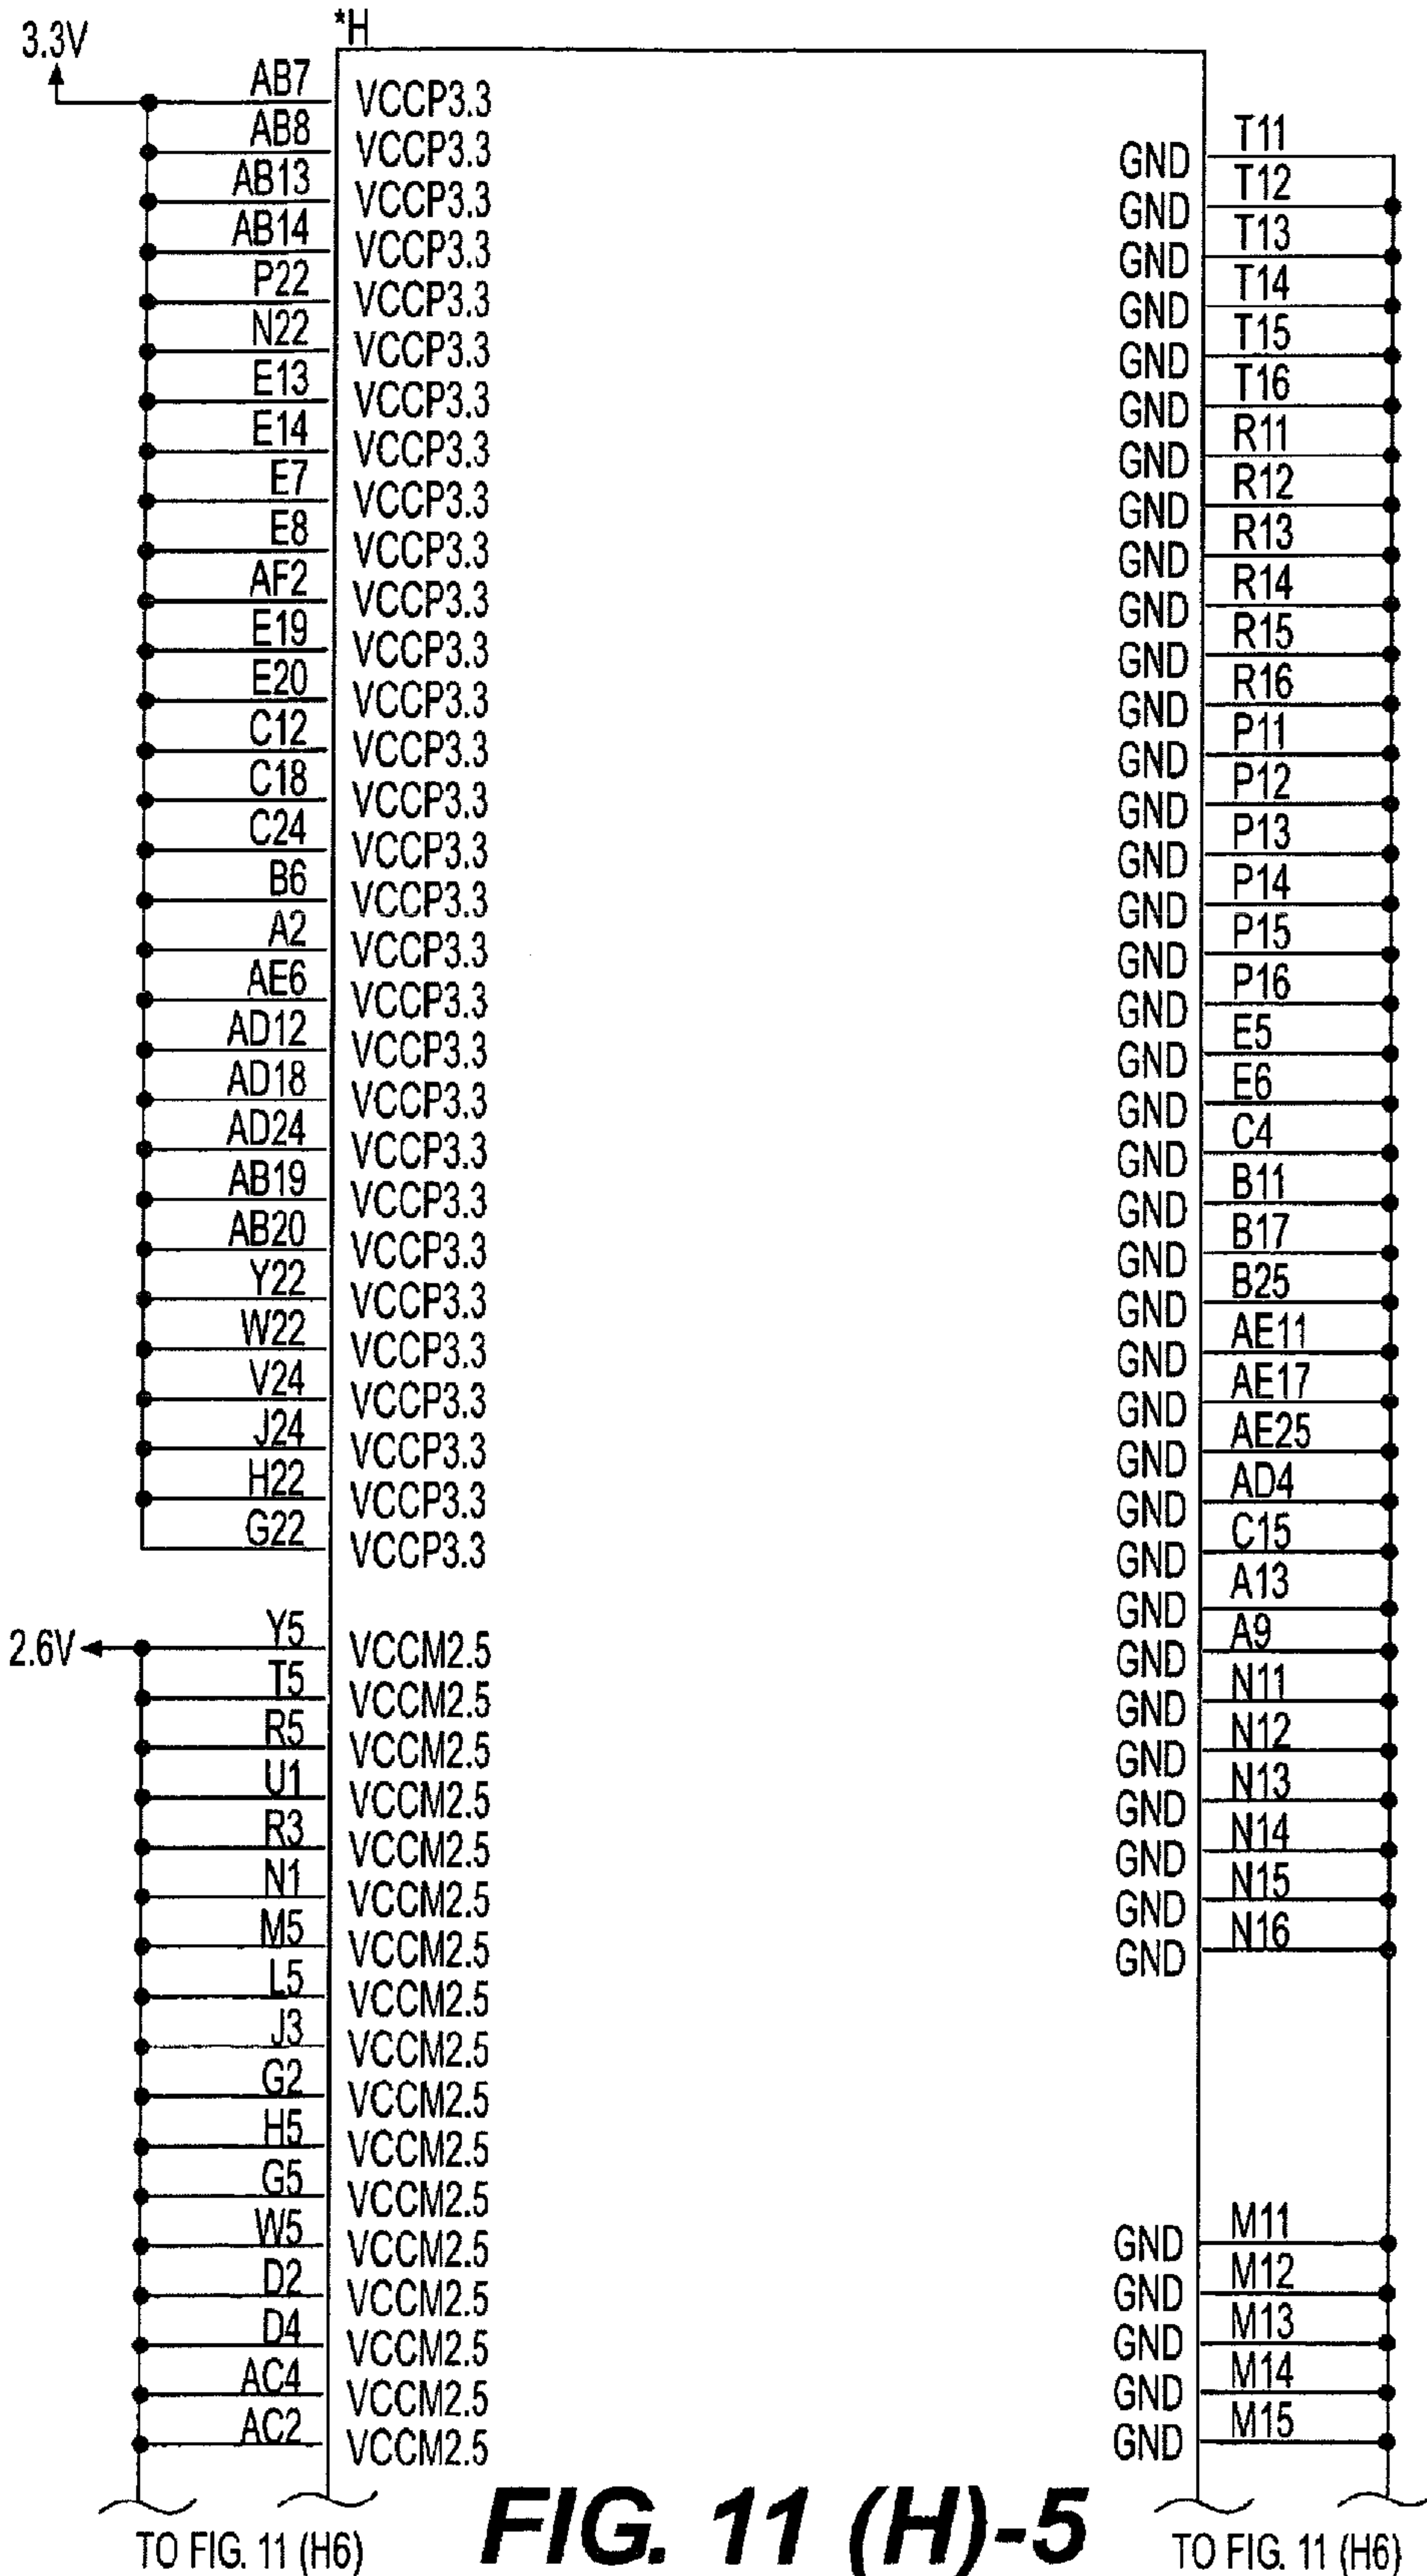 *H
3.3V
AB7 VCCP3.3
AB8 VCCP3.3
AB13 VCCP3.3
AB14 VCCP3.3
P22 VCCP3.3
N22 VCCP3.3
E13 VCCP3.3
E14 VCCP3.3
E7 VCCP3.3
E8 VCCP3.3
AF2 VCCP3.3
E19 VCCP3.3
E20 VCCP3.3
C12 VCCP3.3
C18 VCCP3.3
C24 VCCP3.3
B6 VCCP3.3
A2 VCCP3.3
AE6 VCCP3.3
AD12 VCCP3.3
AD18 VCCP3.3
AD24 VCCP3.3
AB19 VCCP3.3
AB20 VCCP3.3
Y22 VCCP3.3
W22 VCCP3.3
V24 VCCP3.3
J24 VCCP3.3
H22 VCCP3.3
G22 VCCP3.3
2.6V
Y5 VCCM2.5
T5 VCCM2.5
R5 VCCM2.5
U1 VCCM2.5
R3 VCCM2.5
N1 VCCM2.5
M5 VCCM2.5
L5 VCCM2.5
J3 VCCM2.5
G2 VCCM2.5
H5 VCCM2.5
G5 VCCM2.5
W5 VCCM2.5
D2 VCCM2.5
D4 VCCM2.5
AC4 VCCM2.5
AC2 VCCM2.5
GND T11
GND T12
GND T13
GND T14
GND T15
GND T16
GND R11
GND R12
GND R13
GND R14
GND R15
GND R16
GND P11
GND P12
GND P13
GND P14
GND P15
GND P16
GND E5
GND E6
GND C4
GND B11
GND B17
GND B25
GND AE11
GND AE17
GND AE25
GND AD4
GND C15
GND A13
GND A9
GND N11
GND N12
GND N13
GND N14
GND N15
GND N16
GND M11
GND M12
GND M13
GND M14
GND M15
TO FIG. 11 (H6)
FIG. 11 (H)-5
TO FIG. 11 (H6)